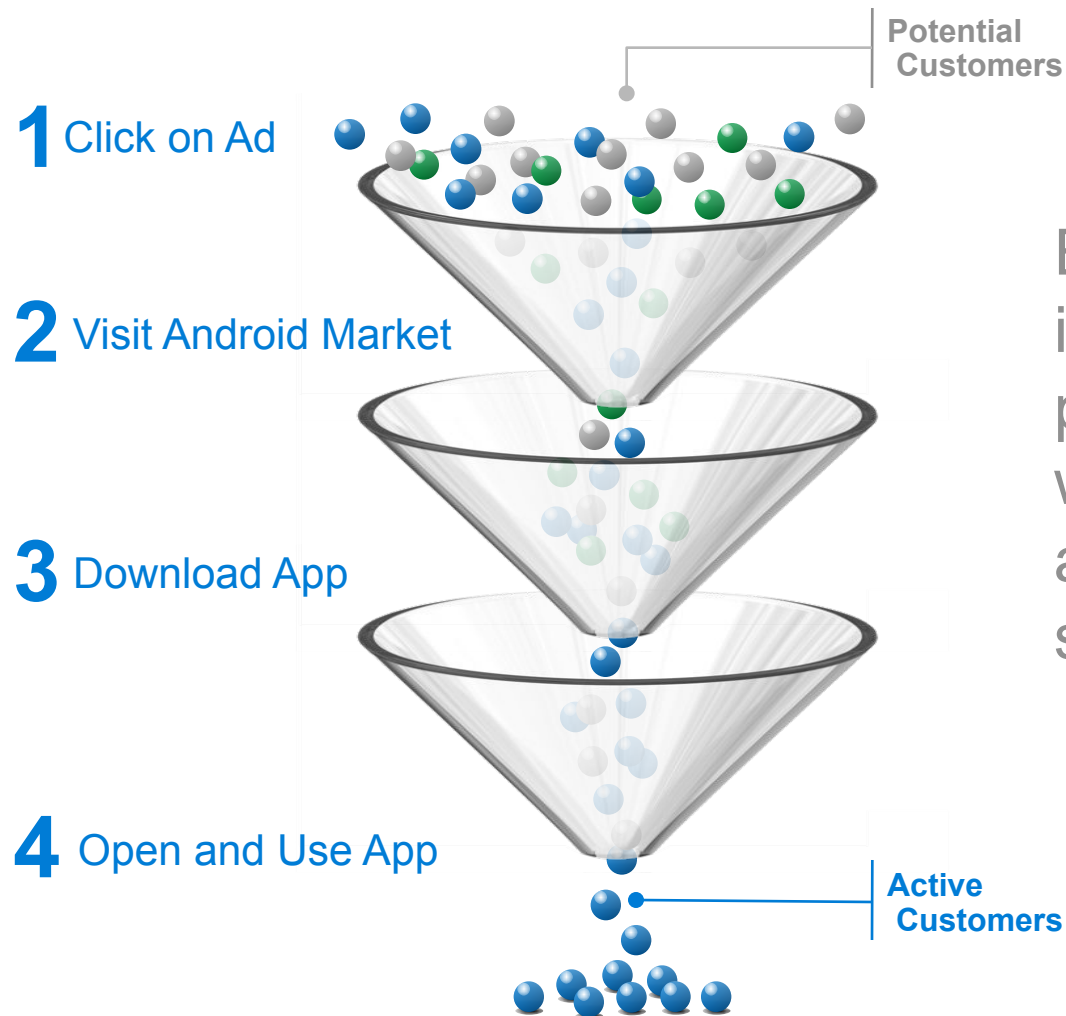 Potential
Customers
1 Click on Ad
2 Visit Android Market
3 Download App
4 Open and Use App
Active
Customers